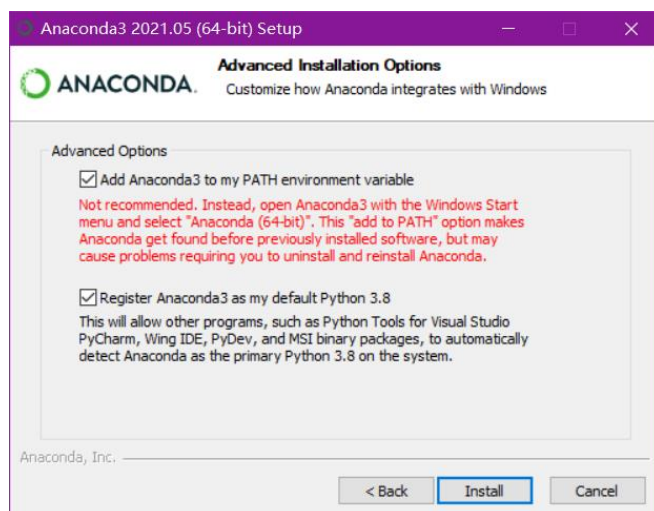 Anaconda3 2021.05 (64-bit) Setup
ANACONDA.
Advanced Installation Options
Customize how Anaconda integrates with Windows
Advanced Options
Add Anaconda3 to my PATH environment variable
Not recommended. Instead, open Anaconda3 with the Windows Start
menu and select "Anaconda (64-bit)". This "add to PATH" option makes
Anaconda get found before previously installed software, but may
cause problems requiring you to uninstall and reinstall Anaconda.
Register Anaconda3 as my default Python 3.8
This will allow other programs, such as Python Tools for Visual Studio
PyCharm, Wing IDE, PyDev, and MSI binary packages, to automatically
detect Anaconda as the primary Python 3.8 on the system.
Anaconda, Inc.
< Back
Install
Cancel